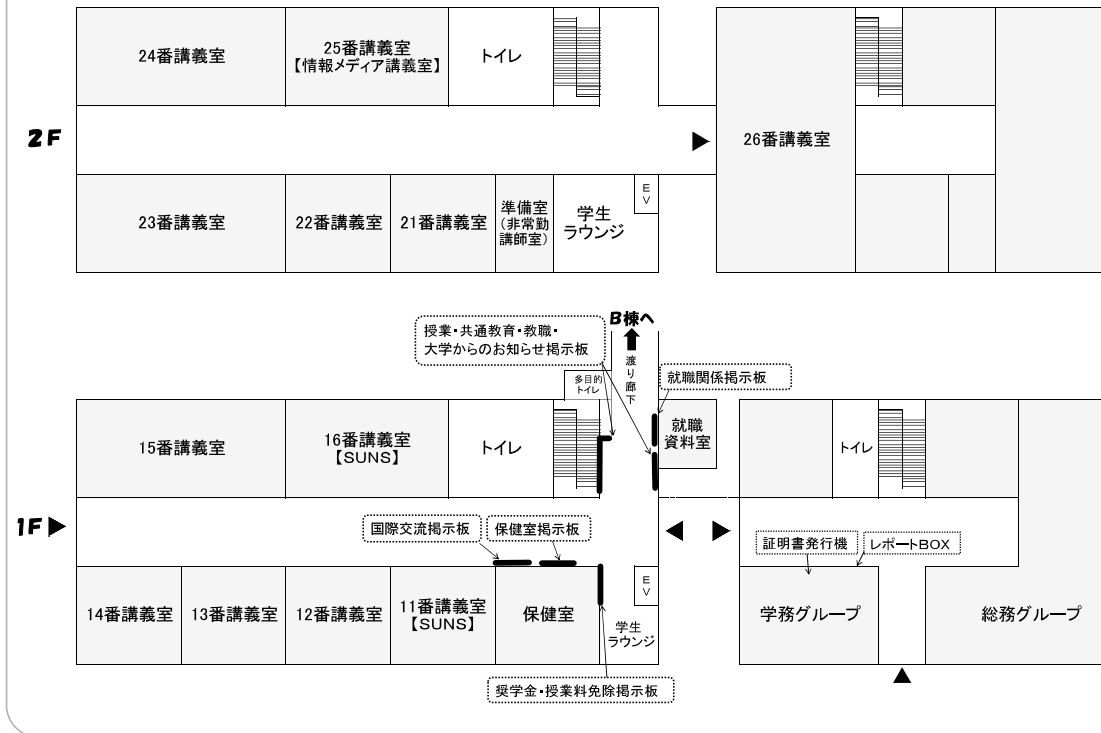 24番講義室
25番講義室
【情報メディア講義室】
トイレ
2F
26番講義室
EV
23番講義室
22番講義室
21番講義室
準備室
(非常勤
講師室)
学生
ラウンジ
B棟へ
授業・共通教育・教職・
大学からのお知らせ掲示板
渡り廊下
多目的
トイレ
就職関係掲示板
15番講義室
16番講義室
【SUNS】
トイレ
就職
資料室
トイレ
1F
国際交流掲示板
保健室掲示板
証明書発行機
レポートBOX
14番講義室
13番講義室
12番講義室
11番講義室
【SUNS】
保健室
EV
学生
ラウンジ
学務グループ
総務グループ
奨学金・授業料免除掲示板